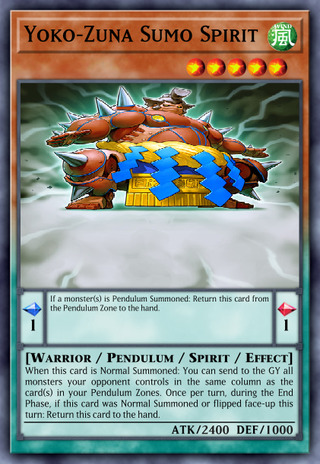 Yoko-Zuna Sumo Spirit
WIND
風
If a monster(s) is Pendulum Summoned: Return this card from
the Pendulum Zone to the hand.
1
1
[Warrior / Pendulum / Spirit / Effect]
When this card is Normal Summoned: You can send to the GY all
monsters your opponent controls in the same column as the
card(s) in your Pendulum Zones. Once per turn, during the End
Phase, if this card was Normal Summoned or flipped face-up this
turn: Return this card to the hand.
ATK/2400 DEF/1000